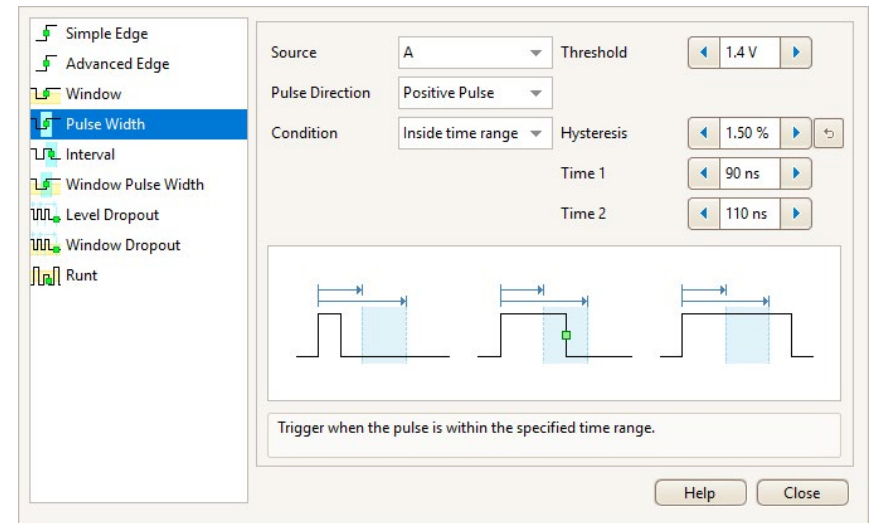 Simple Edge
Advanced Edge
Window
Pulse Width
Interval
Window Pulse Width
Level Dropout
Window Dropout
Runt
Source A Threshold 1.4 V
Pulse Direction Positive Pulse
Condition Inside time range Hysteresis 1.50 %
Time 1 90 ns
Time 2 110 ns
Trigger when the pulse is within the specified time range.
Help Close